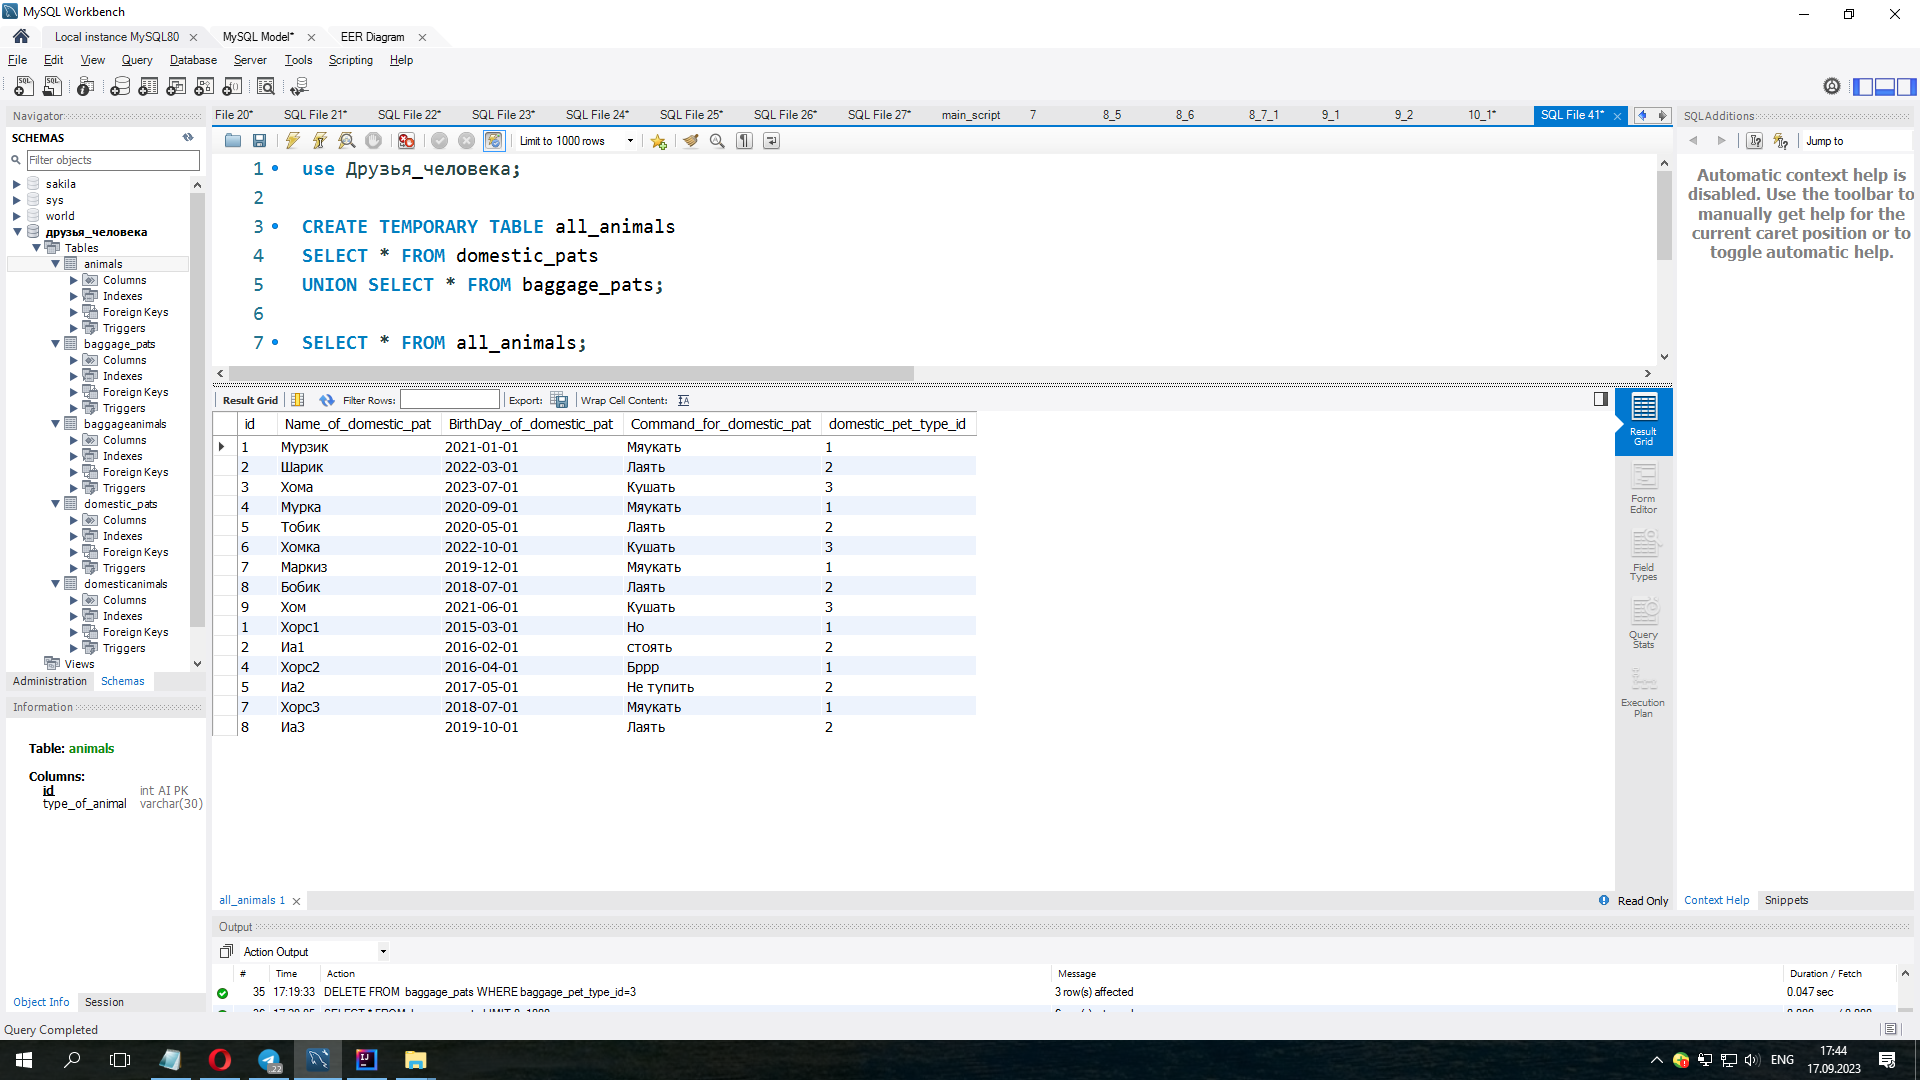 MySQL Workbench
Local instance MySQL80
MySQL Model*
EER Diagram
File Edit View Query Database Server Tools Scripting Help
Navigator
SCHEMAS
Filter objects
sakila
sys
world
друзья_человека
Tables
animals
Columns
Indexes
Foreign Keys
Triggers
baggage_pats
Columns
Indexes
Foreign Keys
Triggers
baggageanimals
Columns
Indexes
Foreign Keys
Triggers
domestic_pats
Columns
Indexes
Foreign Keys
Triggers
domesticanimals
Columns
Indexes
Foreign Keys
Triggers
Views
Administration Schemas
Information
Table: animals
Columns:
id int AI PK
type_of_animal varchar(30)
Object Info Session
File 20* SQL File 21* SQL File 22* SQL File 23* SQL File 24* SQL File 25* SQL File 26* SQL File 27* main_script 7 8_5 8_6 8_7_1 9_1 9_2 10_1* SQL File 41*
Limit to 1000 rows
1 use Друзья_человека;
2
3 CREATE TEMPORARY TABLE all_animals
4 SELECT * FROM domestic_pats
5 UNION SELECT * FROM baggage_pats;
6
7 SELECT * FROM all_animals;
Result Grid Filter Rows: Export: Wrap Cell Content:
id Name_of_domestic_pat BirthDay_of_domestic_pat Command_for_domestic_pat domestic_pet_type_id
1 Мурзик 2021-01-01 Мяукать 1
2 Шарик 2022-03-01 Лаять 2
3 Хома 2023-07-01 Кушать 3
4 Мурка 2020-09-01 Мяукать 1
5 Тобик 2020-05-01 Лаять 2
6 Хомка 2022-10-01 Кушать 3
7 Маркиз 2019-12-01 Мяукать 1
8 Бобик 2018-07-01 Лаять 2
9 Хом 2021-06-01 Кушать 3
1 Хорс1 2015-03-01 Но 1
2 Иа1 2016-02-01 стоять 2
4 Хорс2 2016-04-01 Бррр 1
5 Иа2 2017-05-01 Не тупить 2
7 Хорс3 2018-07-01 Мяукать 1
8 Иа3 2019-10-01 Лаять 2
Result Grid
Form Editor
Field Types
Query Stats
Execution Plan
all_animals 1
Read Only
SQLAdditions
Jump to
Automatic context help is
disabled. Use the toolbar to
manually get help for the
current caret position or to
toggle automatic help.
Context Help Snippets
Output
Action Output
# Time Action Message Duration / Fetch
35 17:19:33 DELETE FROM baggage_pats WHERE baggage_pet_type_id=3 3 row(s) affected 0.047 sec
Query Completed
22
IJ
ENG
17:44
17.09.2023